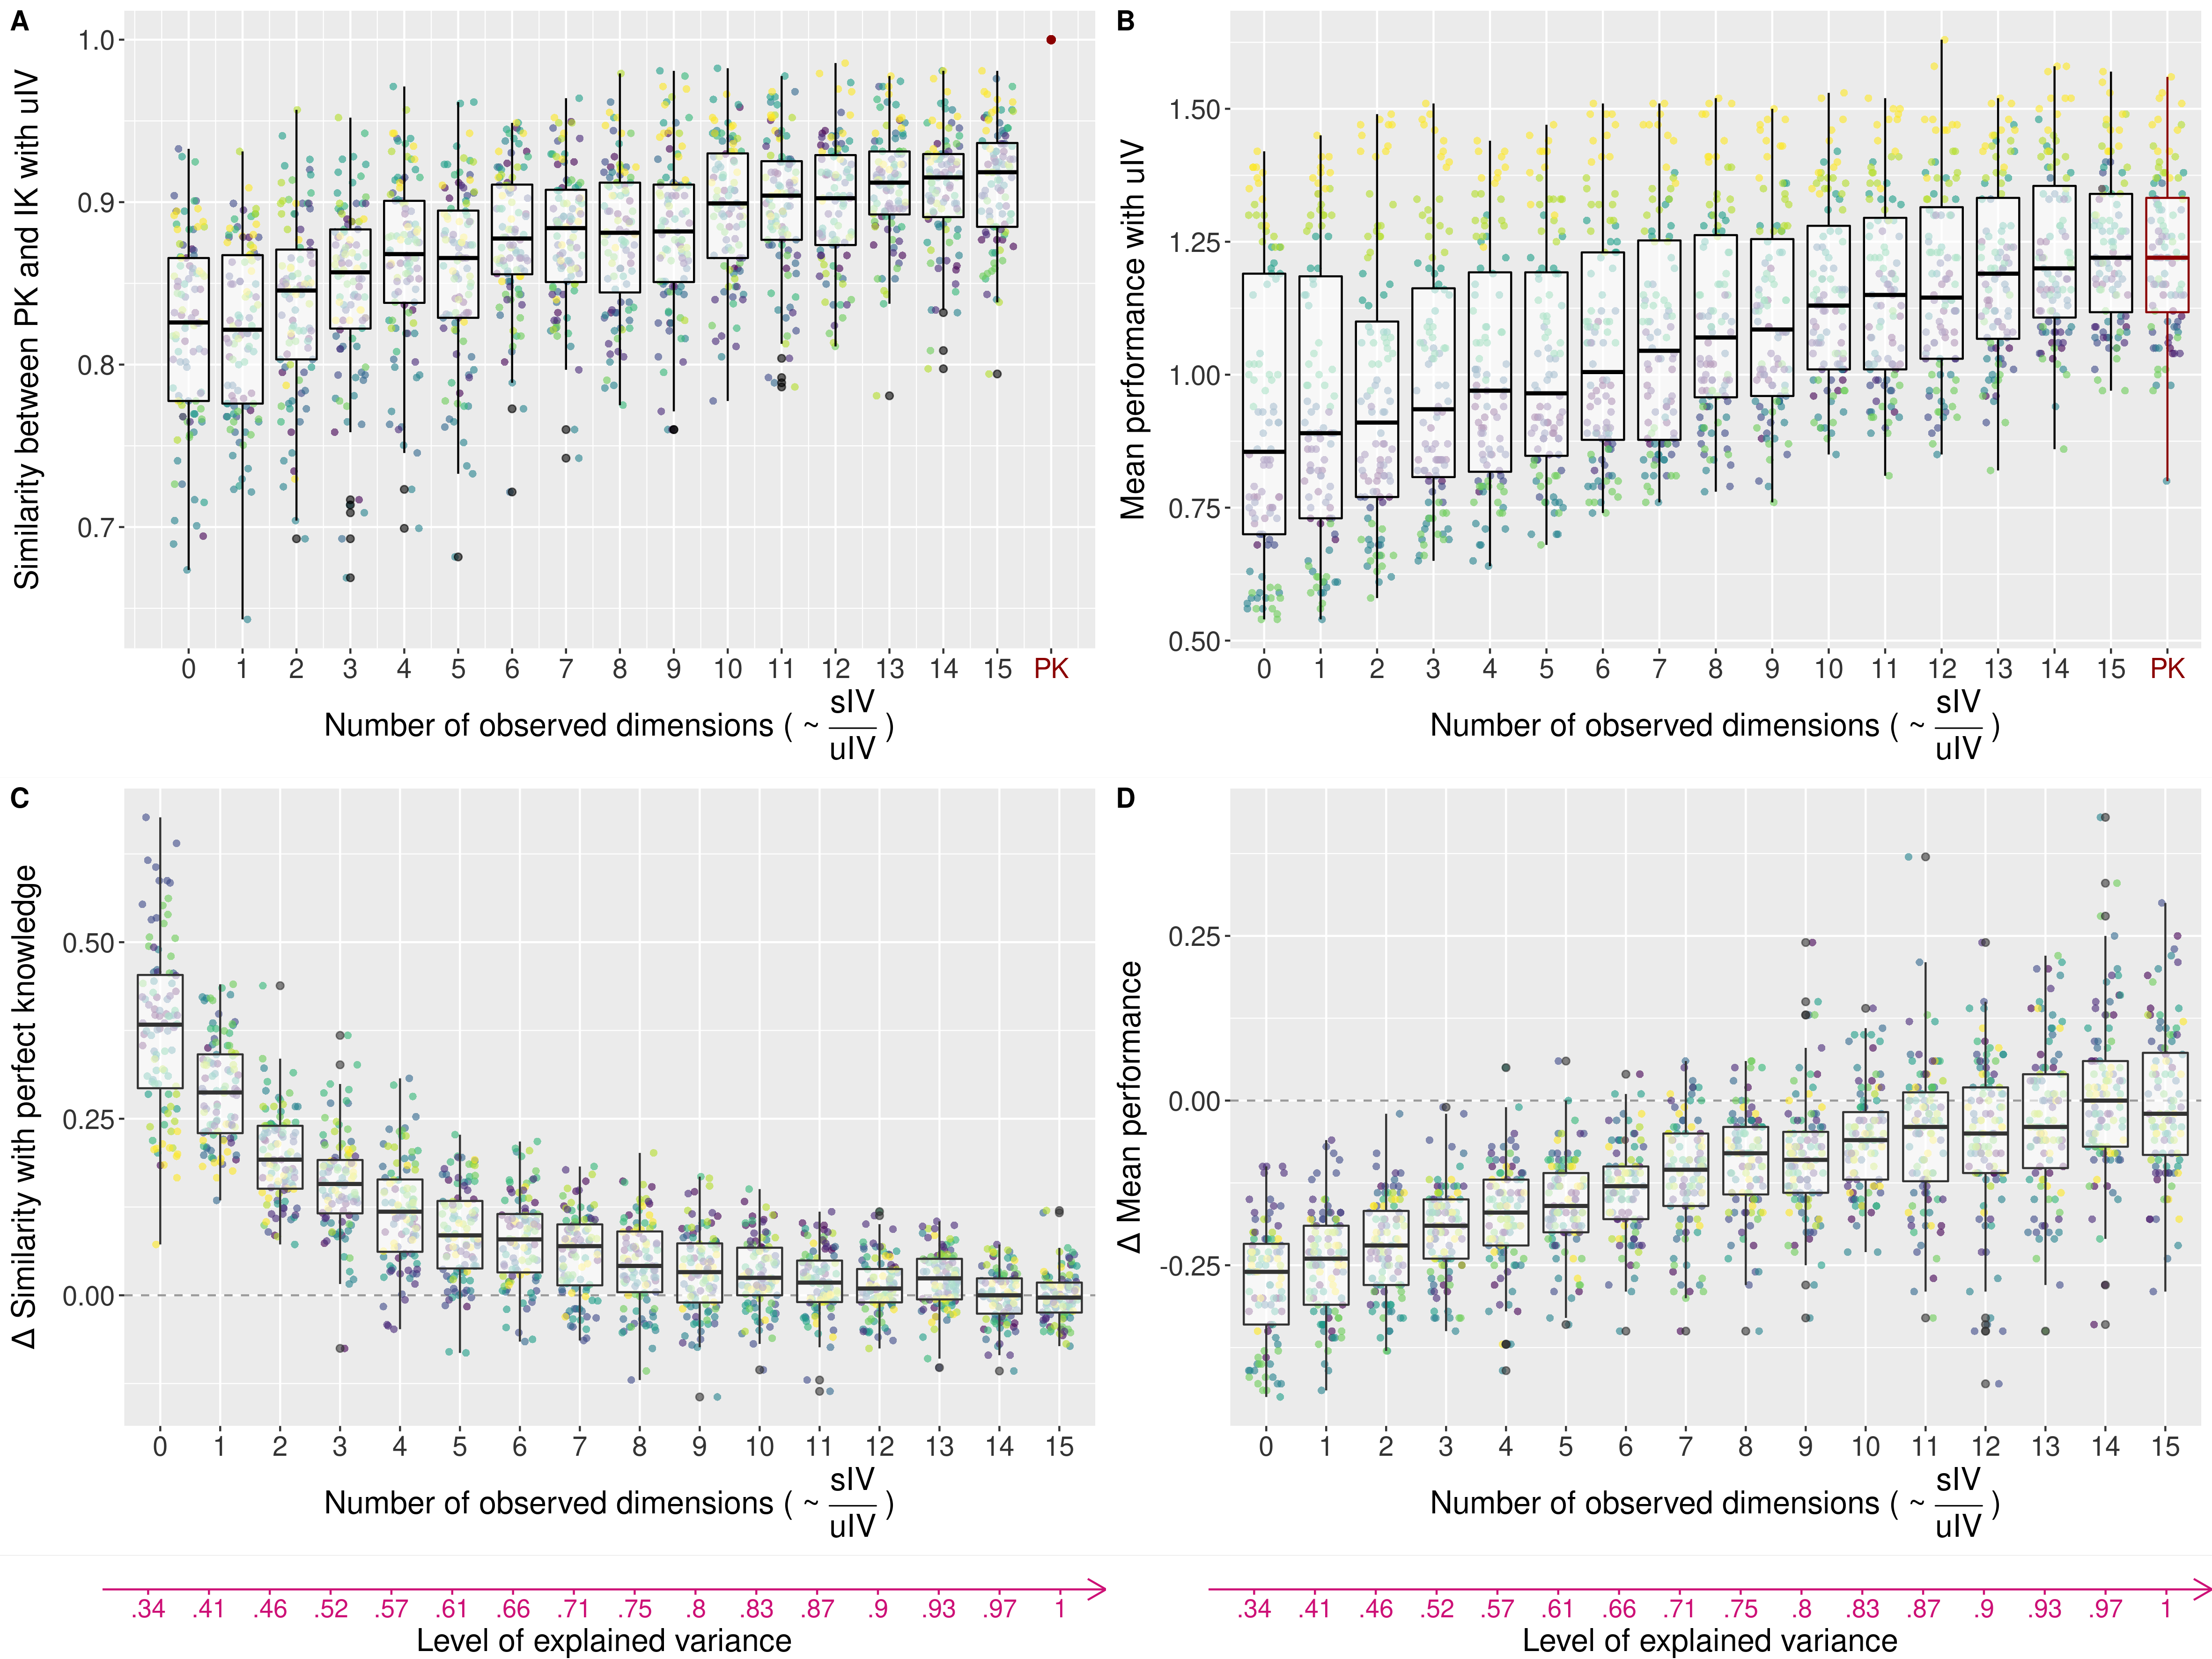 A
Similarity between PK and IK with uIV
1.0
0.9
0.8
0.7
0 1 2 3 4 5 6 7 8 9 10 11 12 13 14 15 PK
Number of observed dimensions ( ~ sIV / uIV )
B
Mean performance with uIV
1.50
1.25
1.00
0.75
0.50
0 1 2 3 4 5 6 7 8 9 10 11 12 13 14 15 PK
Number of observed dimensions ( ~ sIV / uIV )
C
Δ Similarity with perfect knowledge
0.50
0.25
0.00
0 1 2 3 4 5 6 7 8 9 10 11 12 13 14 15
Number of observed dimensions ( ~ sIV / uIV )
D
Δ Mean performance
0.25
0.00
-0.25
0 1 2 3 4 5 6 7 8 9 10 11 12 13 14 15
Number of observed dimensions ( ~ sIV / uIV )
.34 .41 .46 .52 .57 .61 .66 .71 .75 .8 .83 .87 .9 .93 .97 1
Level of explained variance
.34 .41 .46 .52 .57 .61 .66 .71 .75 .8 .83 .87 .9 .93 .97 1
Level of explained variance